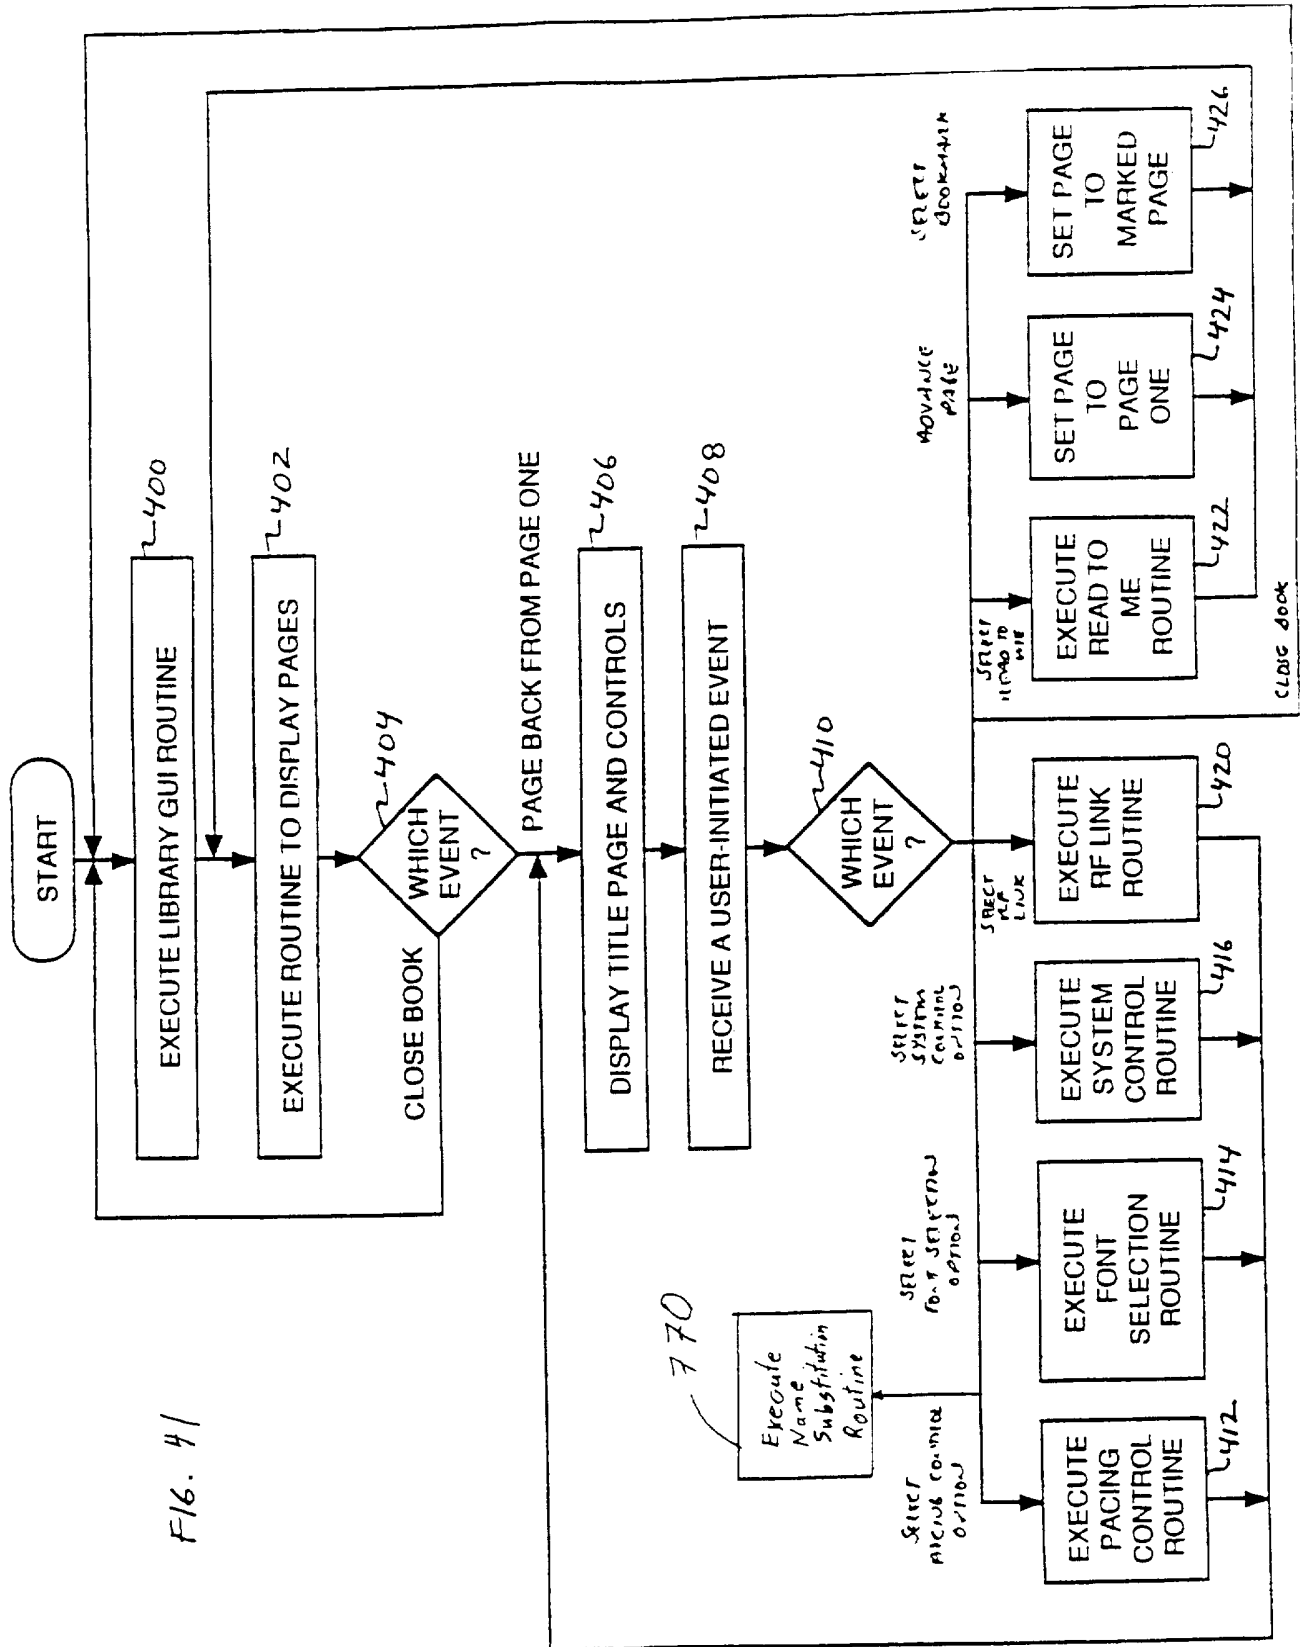 FIG. 41
START
EXECUTE LIBRARY GUI ROUTINE
400
EXECUTE ROUTINE TO DISPLAY PAGES
402
WHICH
EVENT
?
404
CLOSE BOOK
PAGE BACK FROM PAGE ONE
DISPLAY TITLE PAGE AND CONTROLS
406
RECEIVE A USER-INITIATED EVENT
408
WHICH
EVENT
?
410
770
Execute
Name
Substitution
Routine
SELECT
PACING CONTROL
OPTION
EXECUTE
PACING
CONTROL
ROUTINE
412
SELECT
FONT SELECTION
OPTION
EXECUTE
FONT
SELECTION
ROUTINE
414
SELECT
SYSTEM
CONTROL
OPTION
EXECUTE
SYSTEM
CONTROL
ROUTINE
416
SELECT
RF
LINK
EXECUTE
RF LINK
ROUTINE
420
SELECT
READ TO
ME
EXECUTE
READ TO
ME
ROUTINE
422
ADVANCE
PAGE
SET PAGE
TO
PAGE
ONE
424
SELECT
BOOKMARK
SET PAGE
TO
MARKED
PAGE
426
CLOSE BOOK